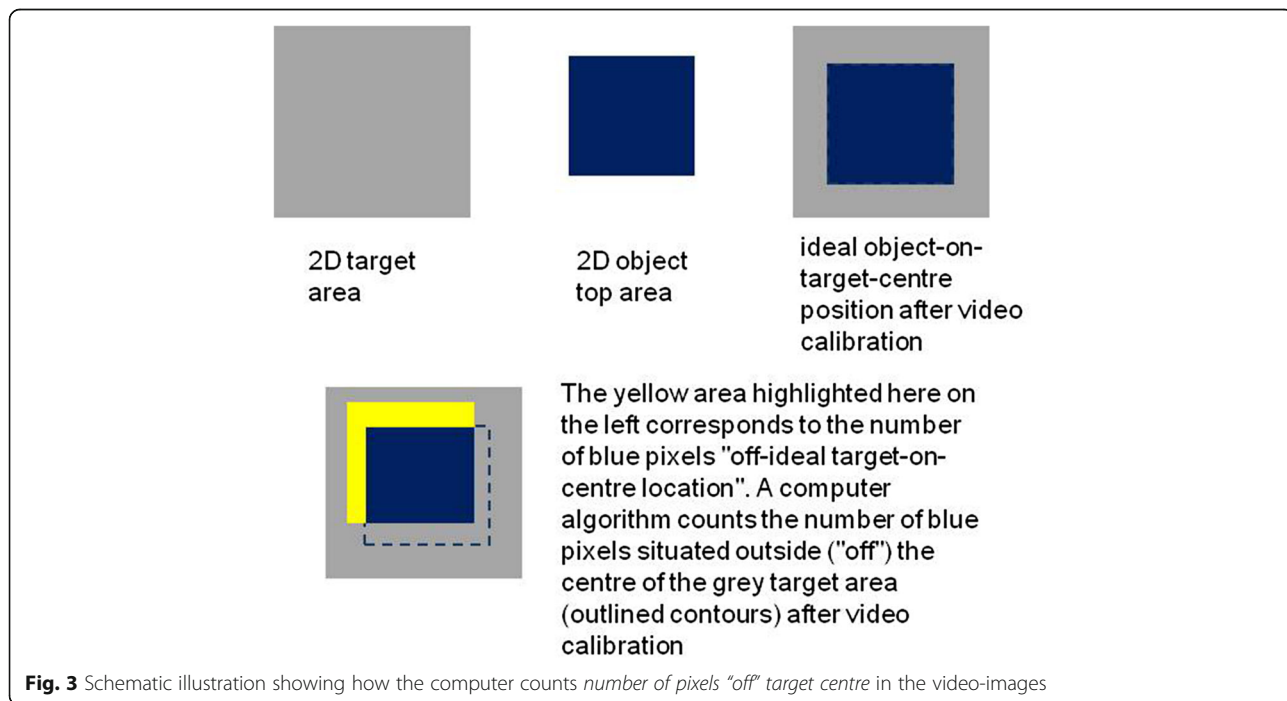 2D target
area
2D object
top area
ideal object-on-
target-centre
position after video
calibration
The yellow area highlighted here on
the left corresponds to the number
of blue pixels "off-ideal target-on-
centre location". A computer
algorithm counts the number of blue
pixels situated outside ("off") the
centre of the grey target area
(outlined contours) after video
calibration
Fig. 3 Schematic illustration showing how the computer counts number of pixels “off” target centre in the video-images